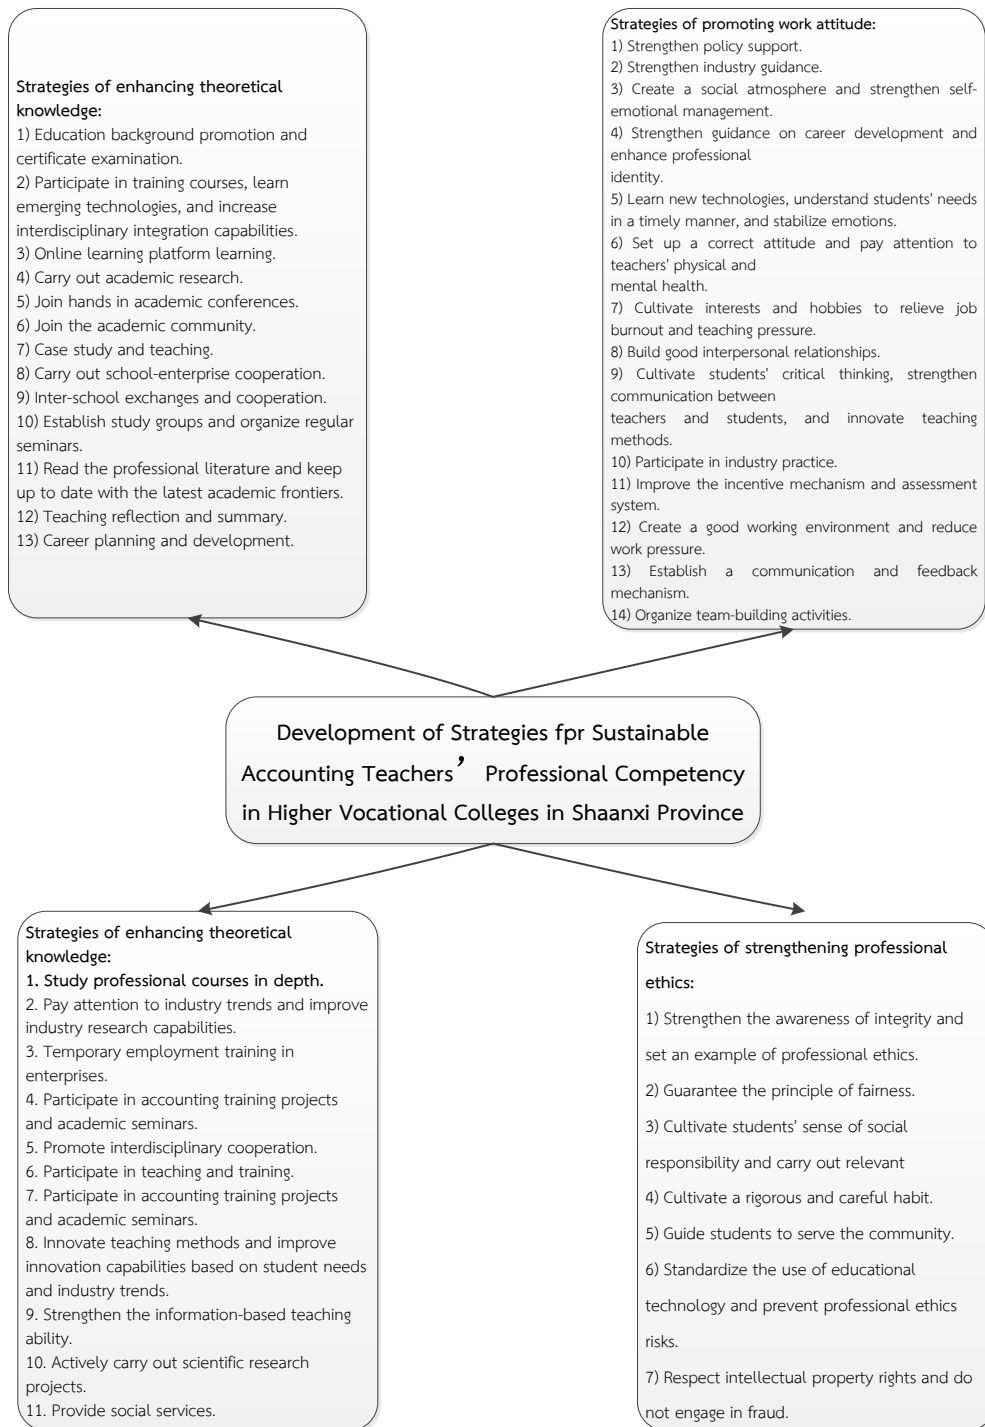 Strategies of enhancing theoretical
knowledge:
1) Education background promotion and
certificate examination.
2) Participate in training courses, learn
emerging technologies, and increase
interdisciplinary integration capabilities.
3) Online learning platform learning.
4) Carry out academic research.
5) Join hands in academic conferences.
6) Join the academic community.
7) Case study and teaching.
8) Carry out school-enterprise cooperation.
9) Inter-school exchanges and cooperation.
10) Establish study groups and organize regular
seminars.
11) Read the professional literature and keep
up to date with the latest academic frontiers.
12) Teaching reflection and summary.
13) Career planning and development.
Strategies of promoting work attitude:
1) Strengthen policy support.
2) Strengthen industry guidance.
3) Create a social atmosphere and strengthen self-
emotional management.
4) Strengthen guidance on career development and
enhance professional
identity.
5) Learn new technologies, understand students' needs
in a timely manner, and stabilize emotions.
6) Set up a correct attitude and pay attention to
teachers' physical and
mental health.
7) Cultivate interests and hobbies to relieve job
burnout and teaching pressure.
8) Build good interpersonal relationships.
9) Cultivate students' critical thinking, strengthen
communication between
teachers and students, and innovate teaching
methods.
10) Participate in industry practice.
11) Improve the incentive mechanism and assessment
system.
12) Create a good working environment and reduce
work pressure.
13) Establish a communication and feedback
mechanism.
14) Organize team-building activities.
Development of Strategies fpr Sustainable
Accounting Teachers’ Professional Competency
in Higher Vocational Colleges in Shaanxi Province
Strategies of enhancing theoretical
knowledge:
1. Study professional courses in depth.
2. Pay attention to industry trends and improve
industry research capabilities.
3. Temporary employment training in
enterprises.
4. Participate in accounting training projects
and academic seminars.
5. Promote interdisciplinary cooperation.
6. Participate in teaching and training.
7. Participate in accounting training projects
and academic seminars.
8. Innovate teaching methods and improve
innovation capabilities based on student needs
and industry trends.
9. Strengthen the information-based teaching
ability.
10. Actively carry out scientific research
projects.
11. Provide social services.
Strategies of strengthening professional
ethics:
1) Strengthen the awareness of integrity and
set an example of professional ethics.
2) Guarantee the principle of fairness.
3) Cultivate students' sense of social
responsibility and carry out relevant
4) Cultivate a rigorous and careful habit.
5) Guide students to serve the community.
6) Standardize the use of educational
technology and prevent professional ethics
risks.
7) Respect intellectual property rights and do
not engage in fraud.